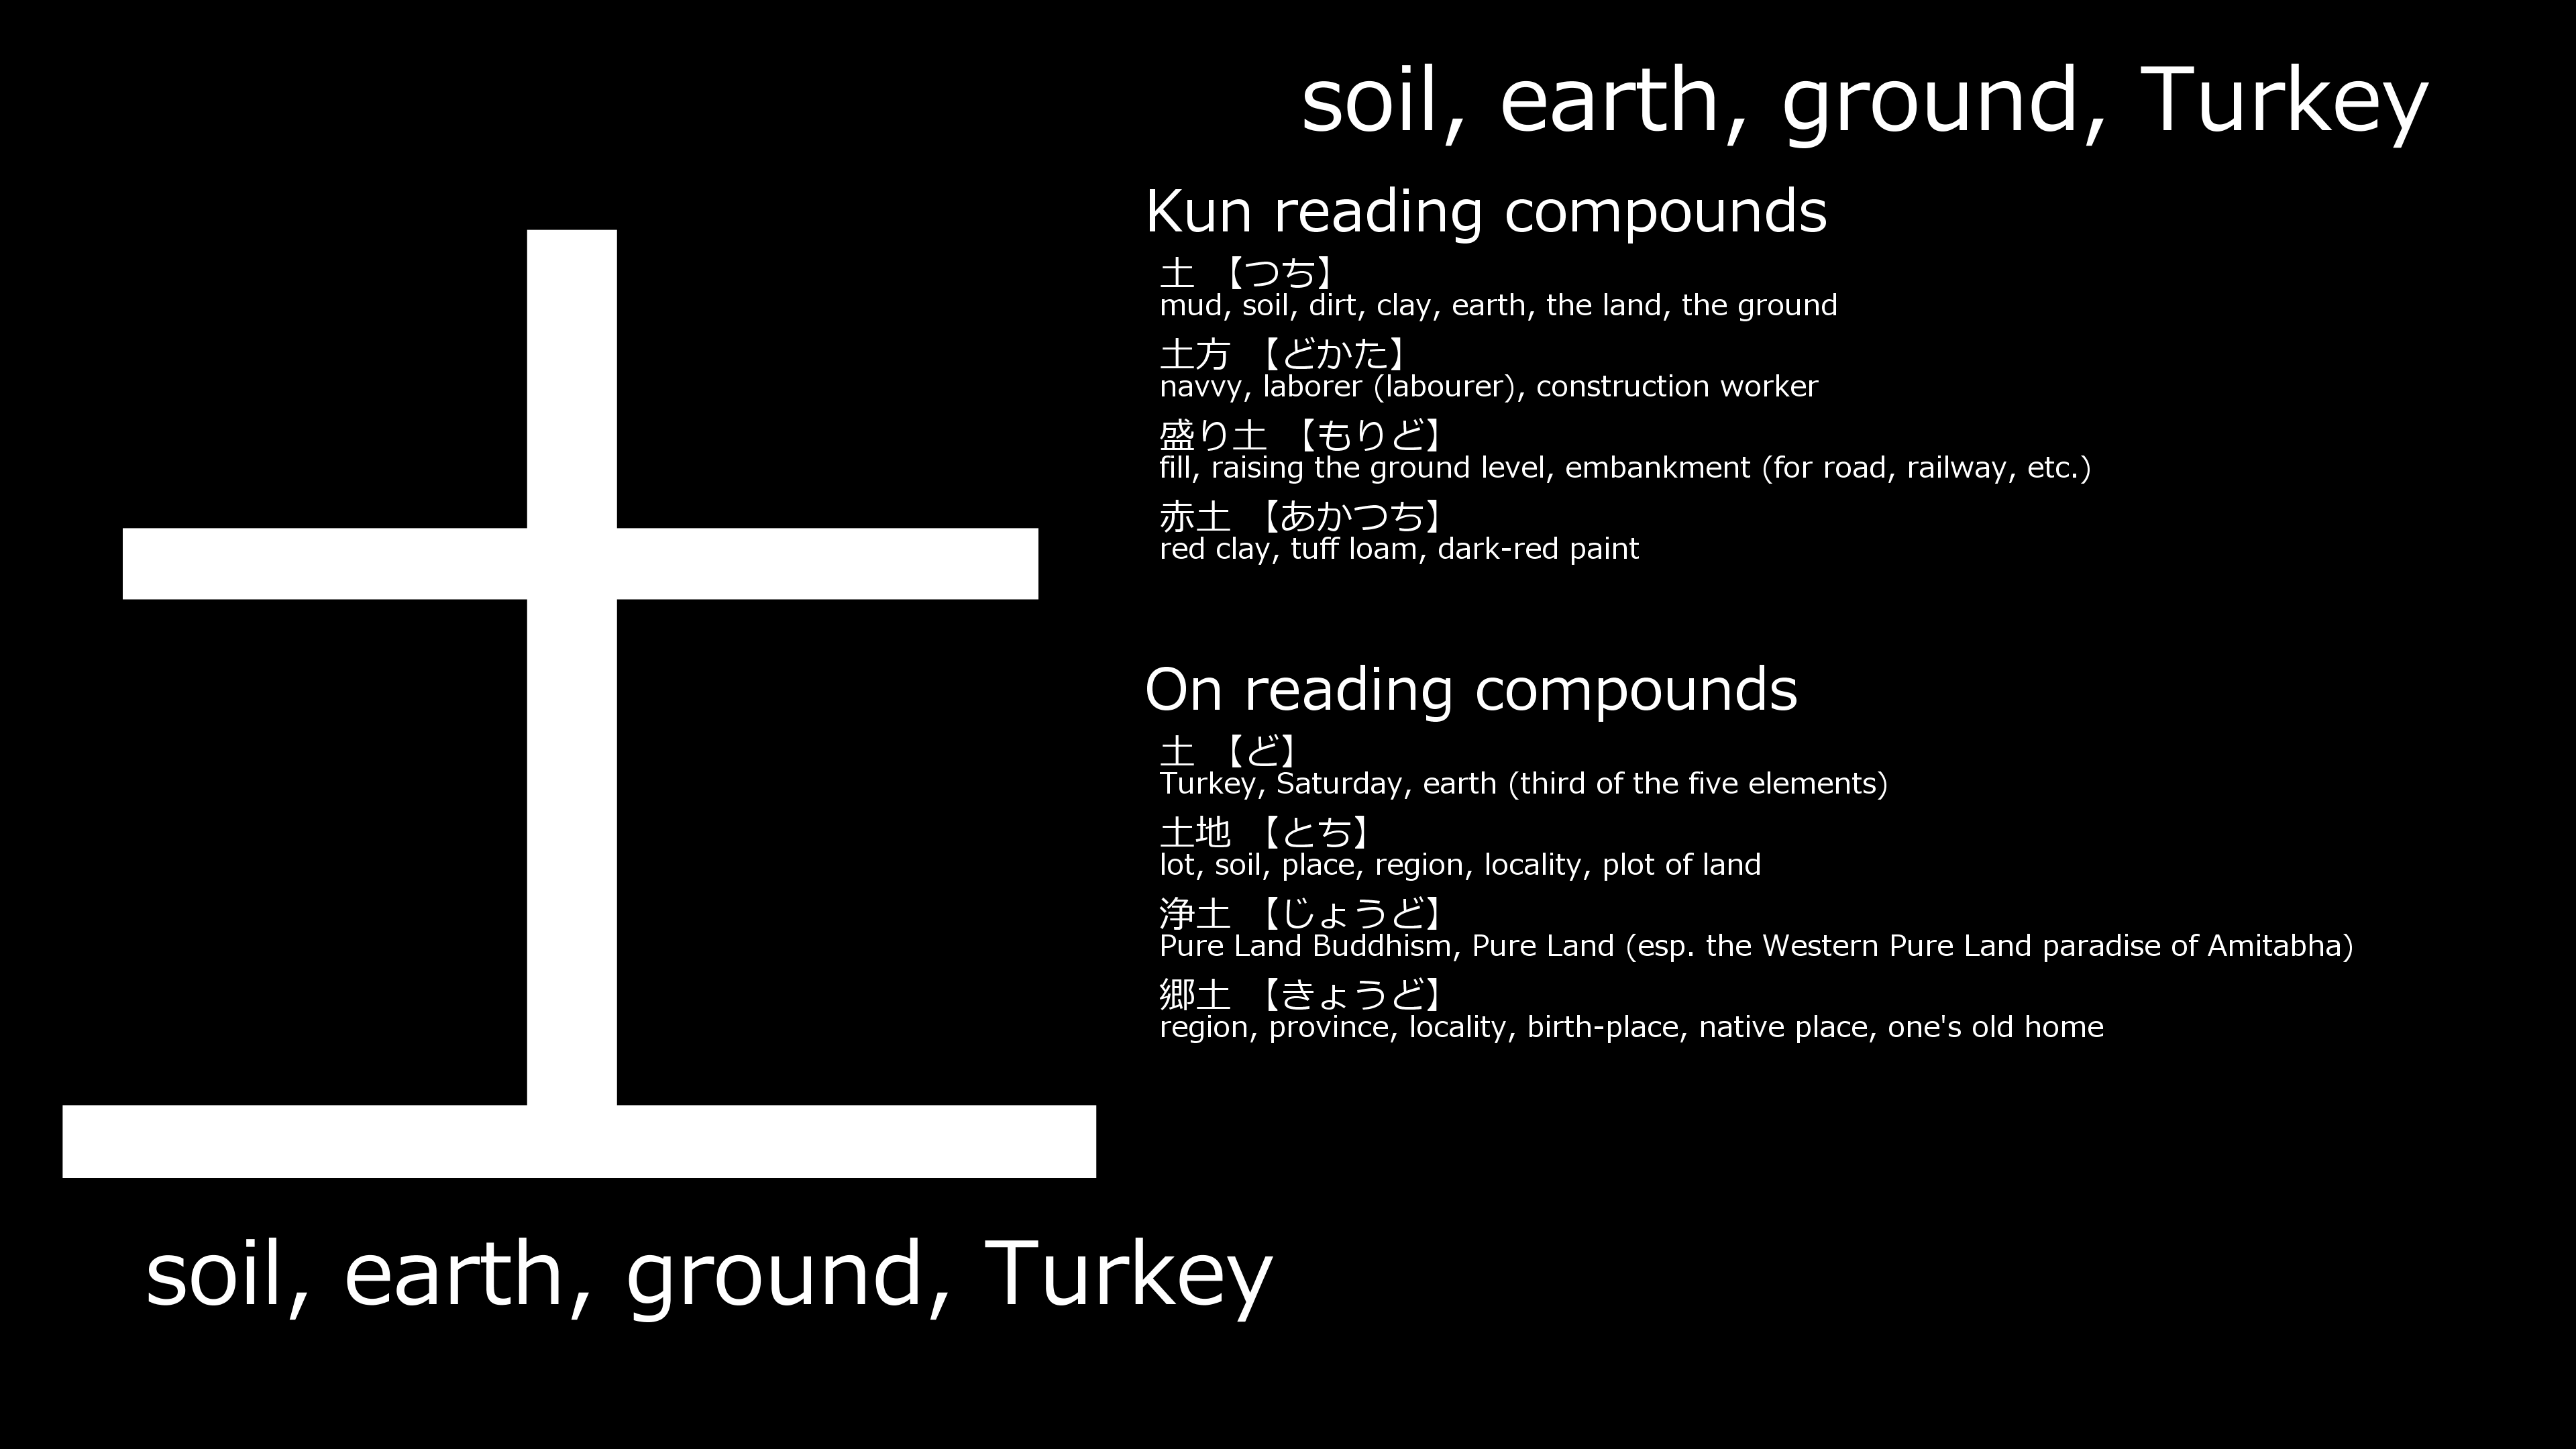 土
soil, earth, ground, Turkey
soil, earth, ground, Turkey
Kun reading compounds
土 【つち】
mud, soil, dirt, clay, earth, the land, the ground
土方 【どかた】
navvy, laborer (labourer), construction worker
盛り土 【もりど】
fill, raising the ground level, embankment (for road, railway, etc.)
赤土 【あかつち】
red clay, tuff loam, dark-red paint
On reading compounds
土 【ど】
Turkey, Saturday, earth (third of the five elements)
土地 【とち】
lot, soil, place, region, locality, plot of land
浄土 【じょうど】
Pure Land Buddhism, Pure Land (esp. the Western Pure Land paradise of Amitabha)
郷土 【きょうど】
region, province, locality, birth-place, native place, one's old home